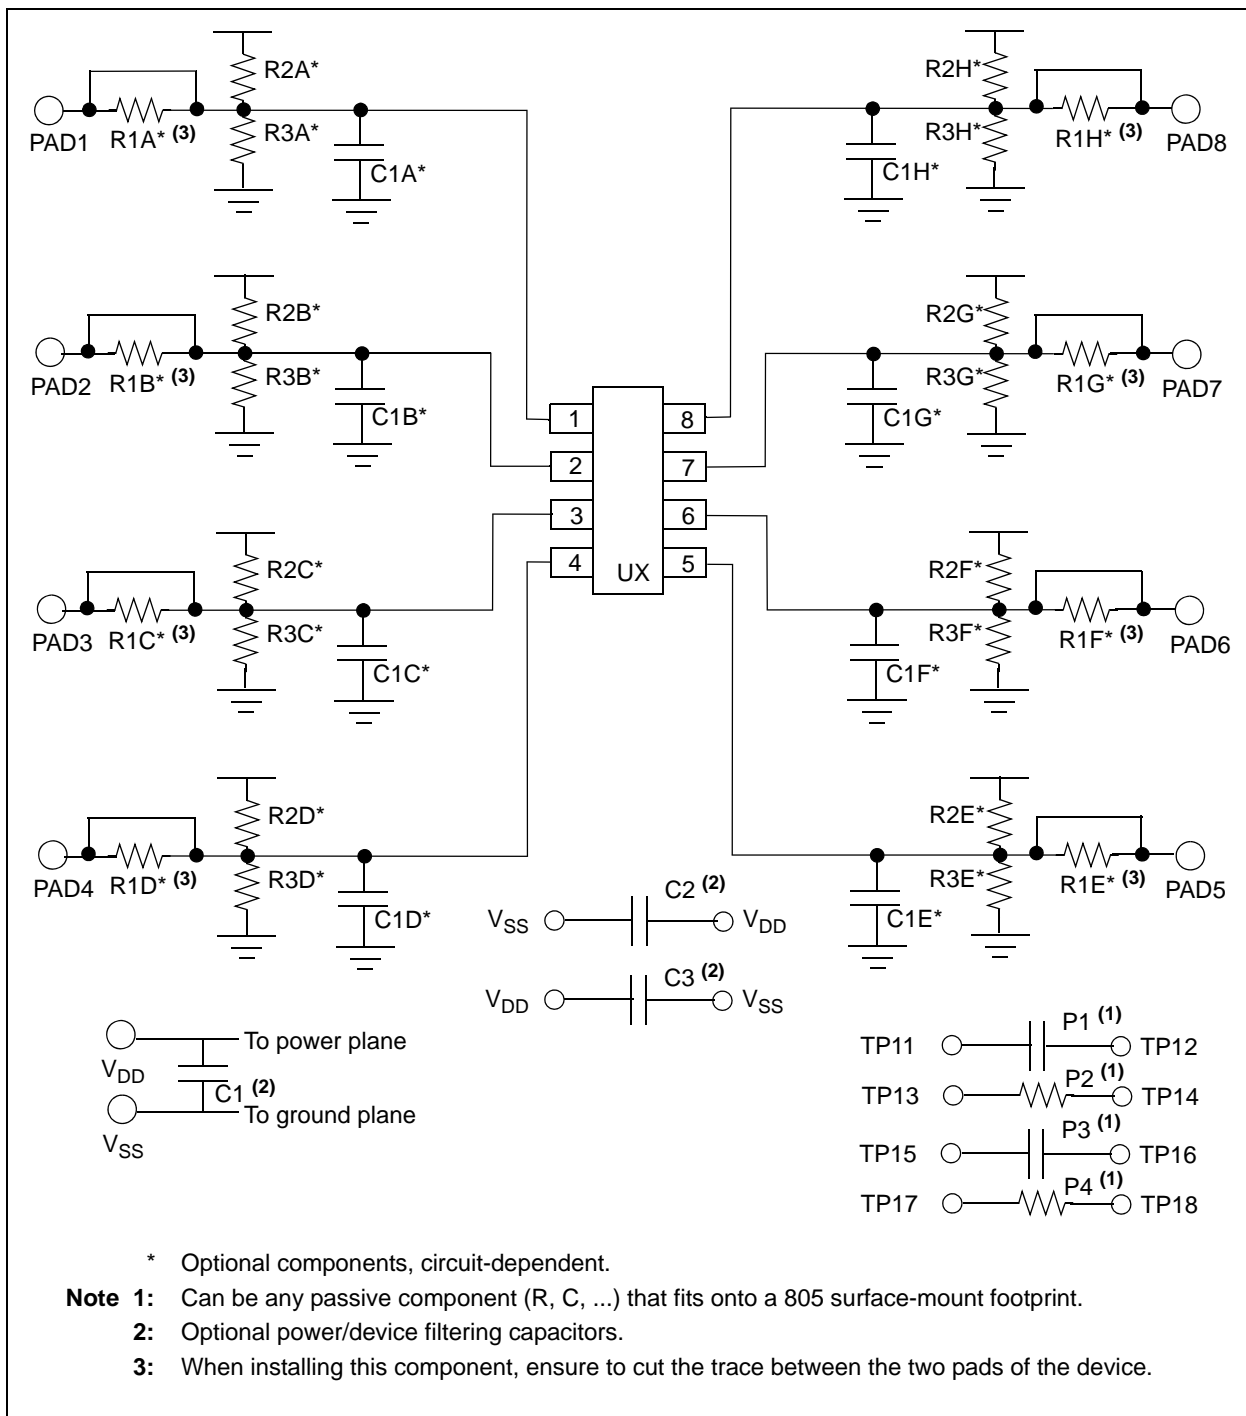 R2A*
R2H*
PAD1
R1A* (3)
R3A*
C1A*
R3H*
R1H* (3)
PAD8
C1H*
R2B*
R2G*
PAD2
R1B* (3)
R3B*
C1B*
R3G*
R1G* (3)
PAD7
C1G*
1
2
3
4
UX
8
7
6
5
R2C*
R2F*
PAD3
R1C* (3)
R3C*
C1C*
R3F*
R1F* (3)
PAD6
C1F*
R2D*
R2E*
PAD4
R1D* (3)
R3D*
C1D*
R3E*
R1E* (3)
PAD5
C1E*
VSS
C2 (2)
VDD
VDD
C3 (2)
VSS
To power plane
VDD
C1 (2)
To ground plane
VSS
TP11
P1 (1)
TP12
TP13
P2 (1)
TP14
TP15
P3 (1)
TP16
TP17
P4 (1)
TP18
* Optional components, circuit-dependent.
Note 1: Can be any passive component (R, C, ...) that fits onto a 805 surface-mount footprint.
2: Optional power/device filtering capacitors.
3: When installing this component, ensure to cut the trace between the two pads of the device.